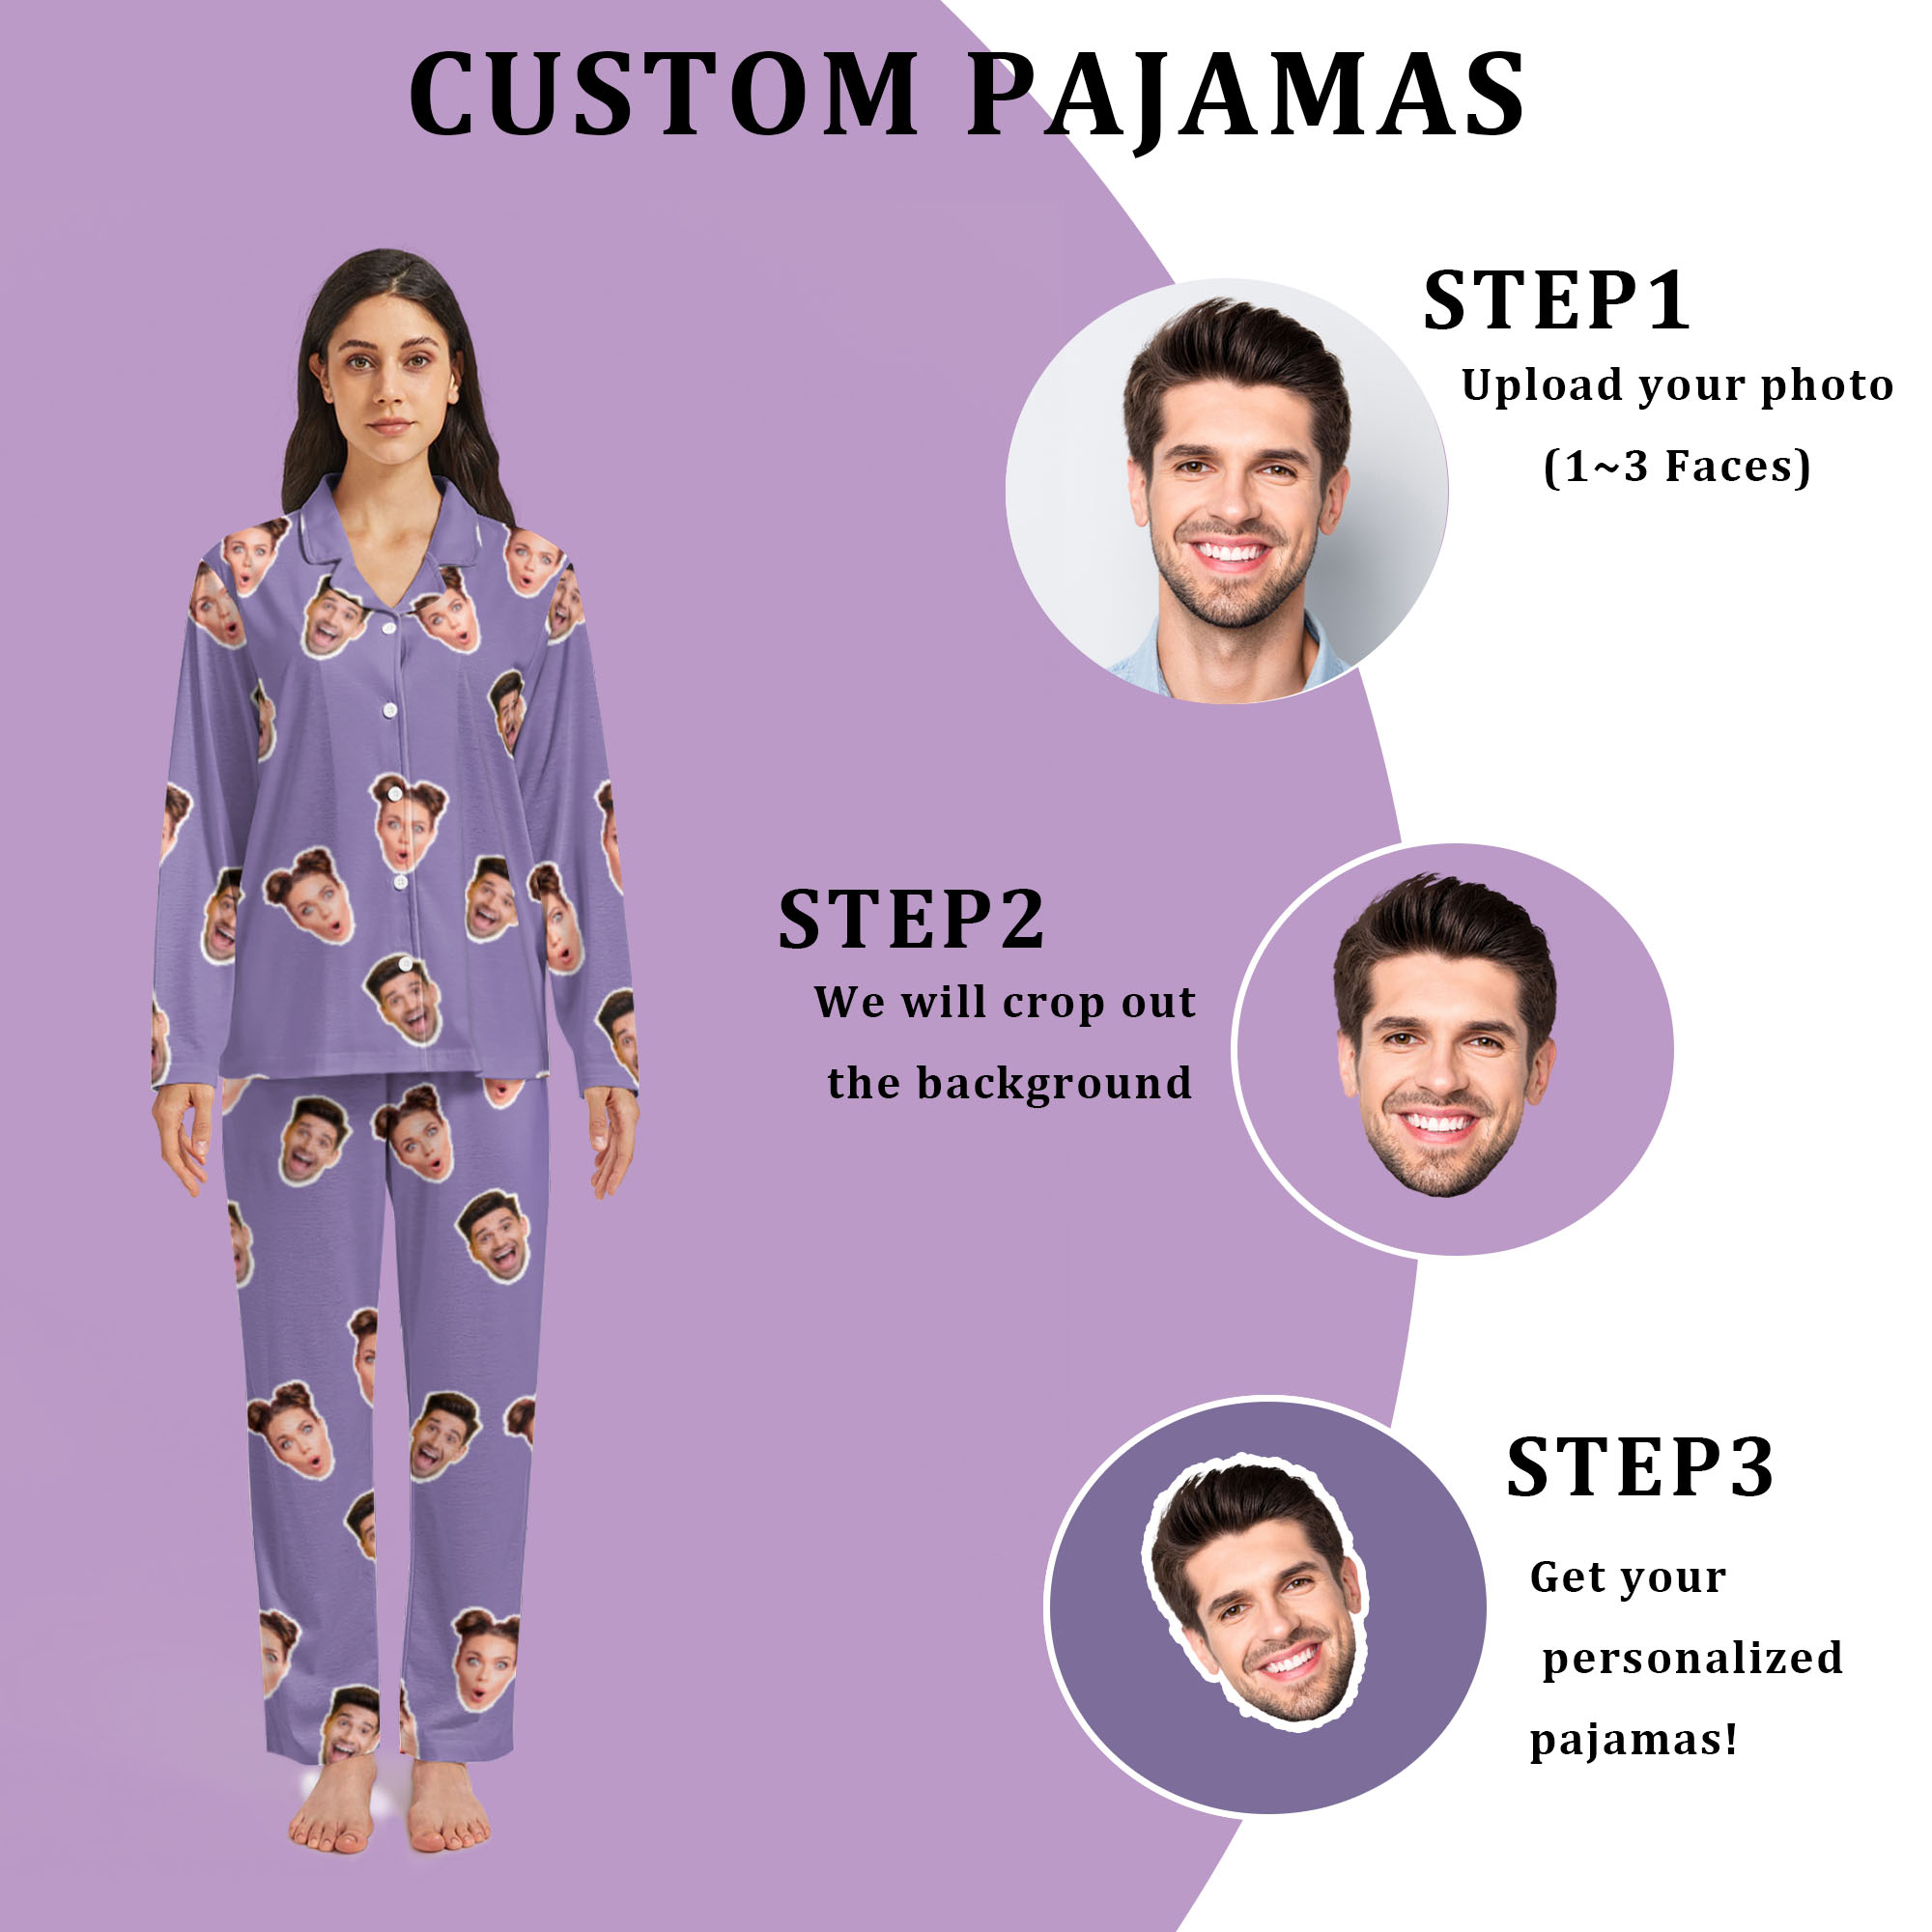 CUSTOM PAJAMAS
STEP1
Upload your photo
(1~3 Faces)
STEP2
We will crop out
the background
STEP3
Get your
personalized
pajamas!